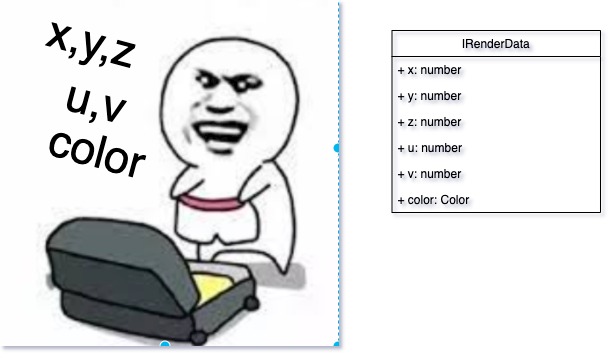 x,y,z
u,v
color
IRenderData
+ x: number
+ y: number
+ z: number
+ u: number
+ v: number
+ color: Color